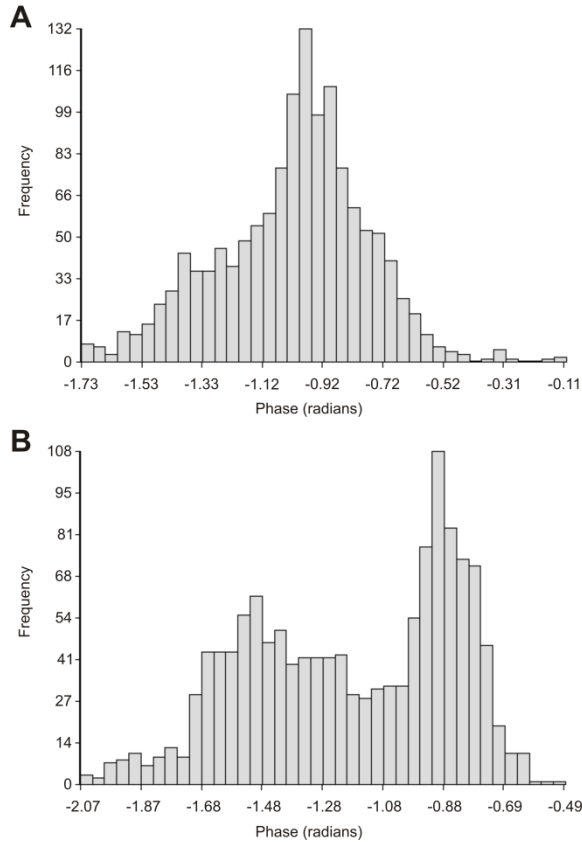 A
132
116
99
83
66
50
33
17
0
Frequency
-1.73 -1.53 -1.33 -1.12 -0.92 -0.72 -0.52 -0.31 -0.11
Phase (radians)
B
108
95
81
68
54
41
27
14
0
Frequency
-2.07 -1.87 -1.68 -1.48 -1.28 -1.08 -0.88 -0.69 -0.49
Phase (radians)